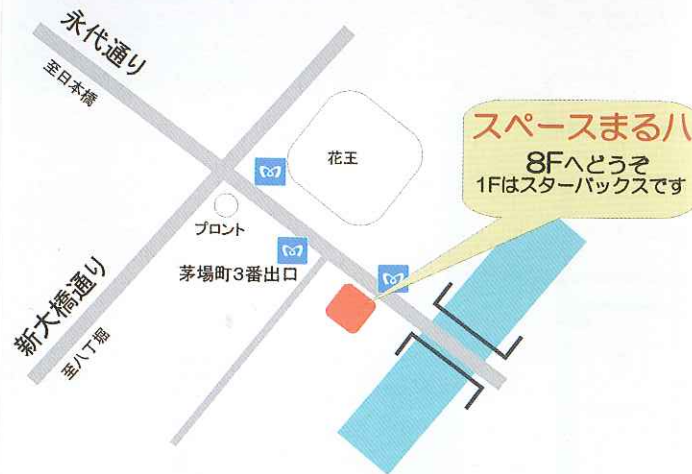 永代通り
至日本橋
花王
スペースまるハ
8Fへどうぞ
1Fはスターバックスです
プロント
茅場町3番出口
新大橋通り
至八丁堀